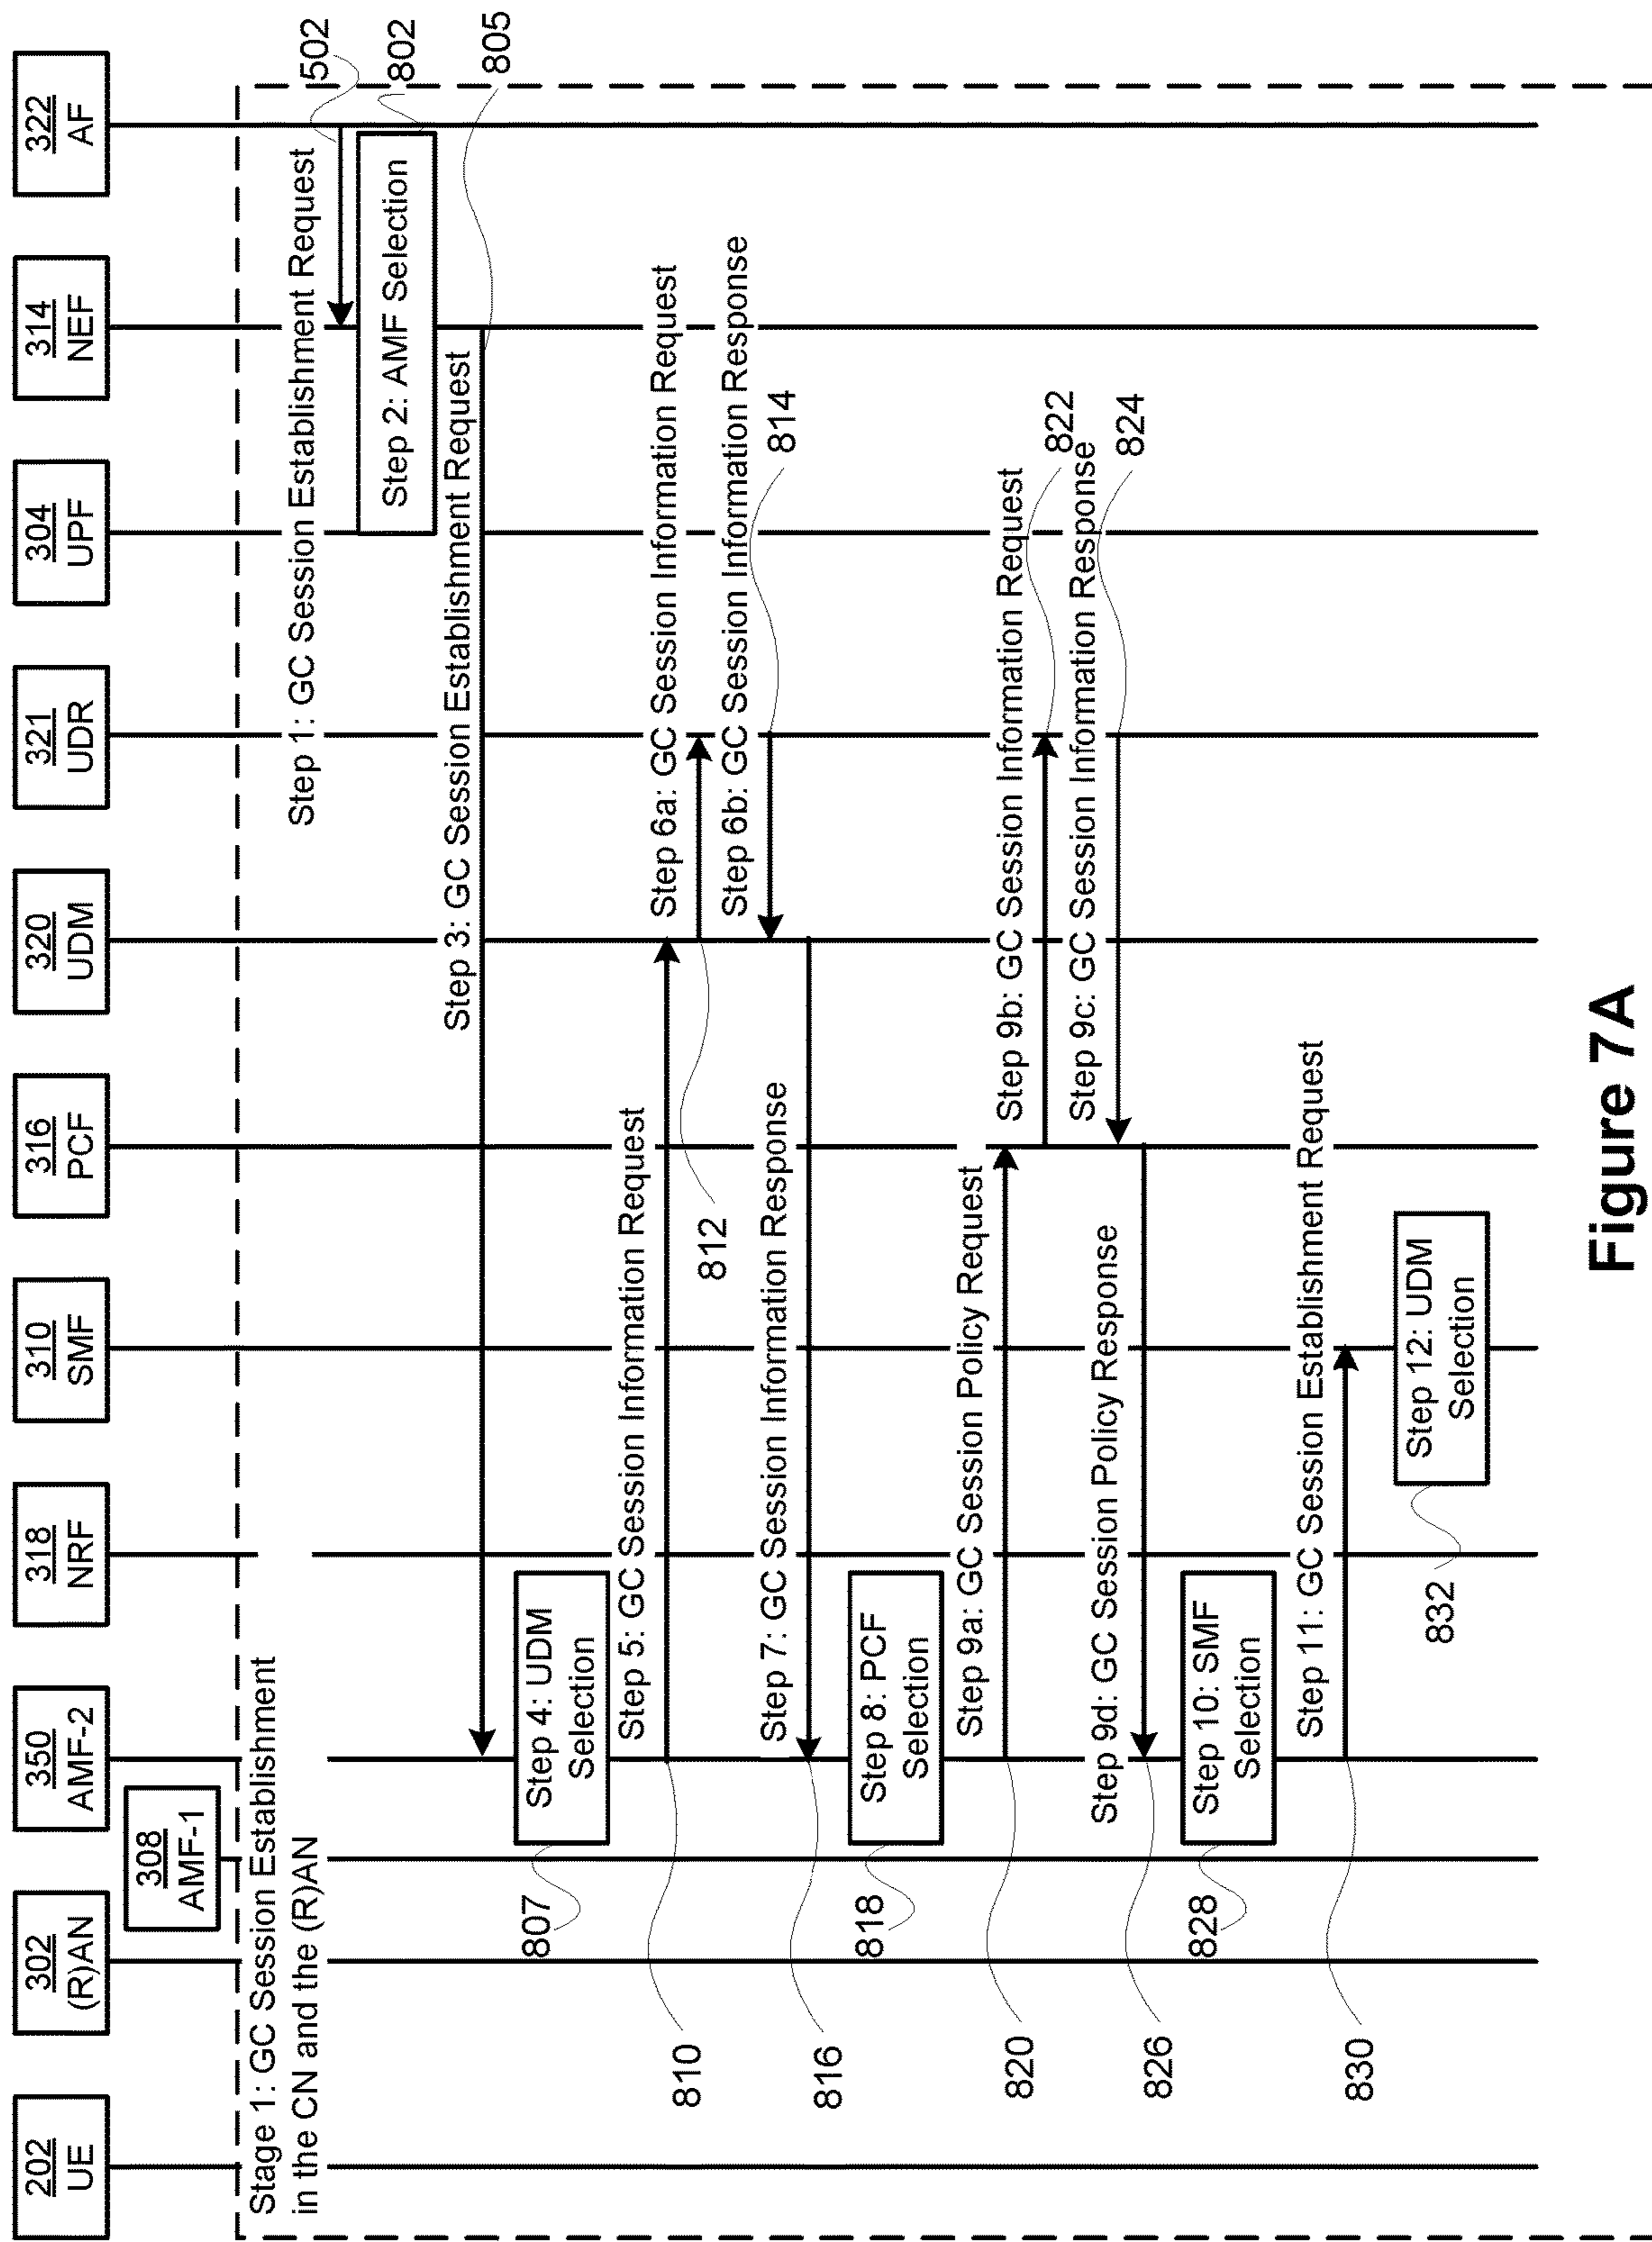 202
UE
302
(R)AN
308
AMF-1
350
AMF-2
318
NRF
310
SMF
316
PCF
320
UDM
321
UDR
304
UPF
314
NEF
322
AF
Stage 1: GC Session Establishment
in the CN and the (R)AN
Step 1: GC Session Establishment Request
502
Step 2: AMF Selection
802
Step 3: GC Session Establishment Request
805
Step 4: UDM
Selection
807
Step 5: GC Session Information Request
810
Step 6a: GC Session Information Request
812
Step 6b: GC Session Information Response
814
Step 7: GC Session Information Response
816
Step 8: PCF
Selection
818
Step 9a: GC Session Policy Request
820
Step 9b: GC Session Information Request
822
Step 9c: GC Session Information Response
824
Step 9d: GC Session Policy Response
826
Step 10: SMF
Selection
828
Step 11: GC Session Establishment Request
830
Step 12: UDM
Selection
832
Figure 7A